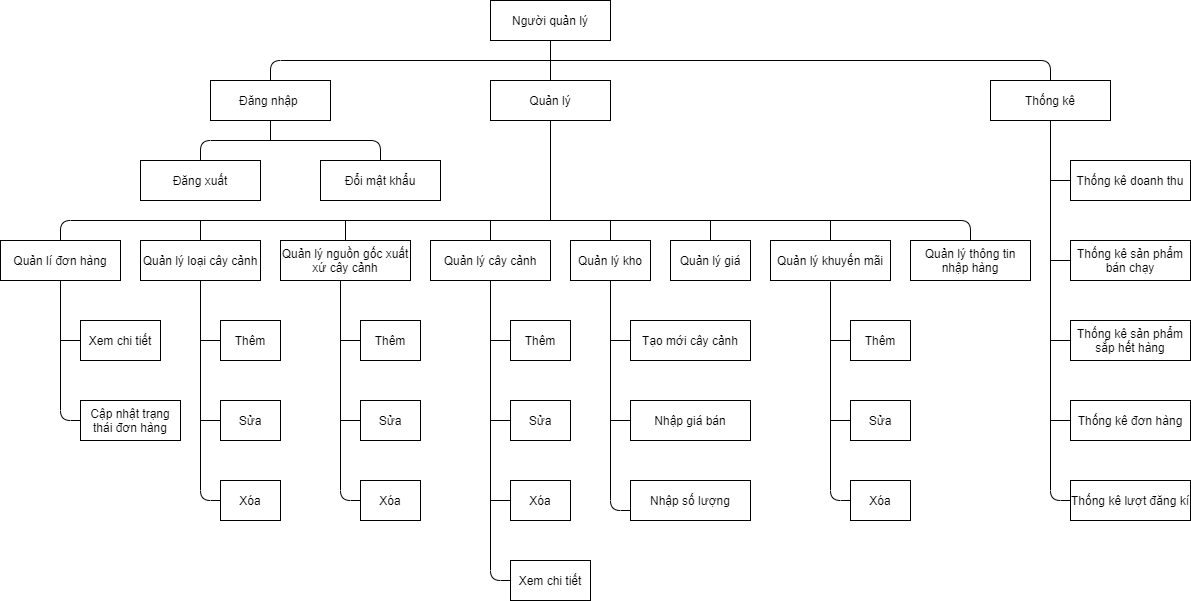 Người quản lý
Đăng nhập
Quản lý
Thống kê
Đăng xuất
Đổi mật khẩu
Thống kê doanh thu
Quản lí đơn hàng
Quản lý loại cây cảnh
Quản lý nguồn gốc xuất
xứ cây cảnh
Quản lý cây cảnh
Quản lý kho
Quản lý giá
Quản lý khuyến mãi
Quản lý thông tin
nhập hàng
Thống kê sản phẩm
bán chạy
Xem chi tiết
Thêm
Thêm
Thêm
Tạo mới cây cảnh
Thêm
Thống kê sản phẩm
sắp hết hàng
Cập nhật trạng
thái đơn hàng
Sửa
Sửa
Sửa
Nhập giá bán
Sửa
Thống kê đơn hàng
Xóa
Xóa
Xóa
Nhập số lượng
Xóa
Thống kê lượt đăng kí
Xem chi tiết